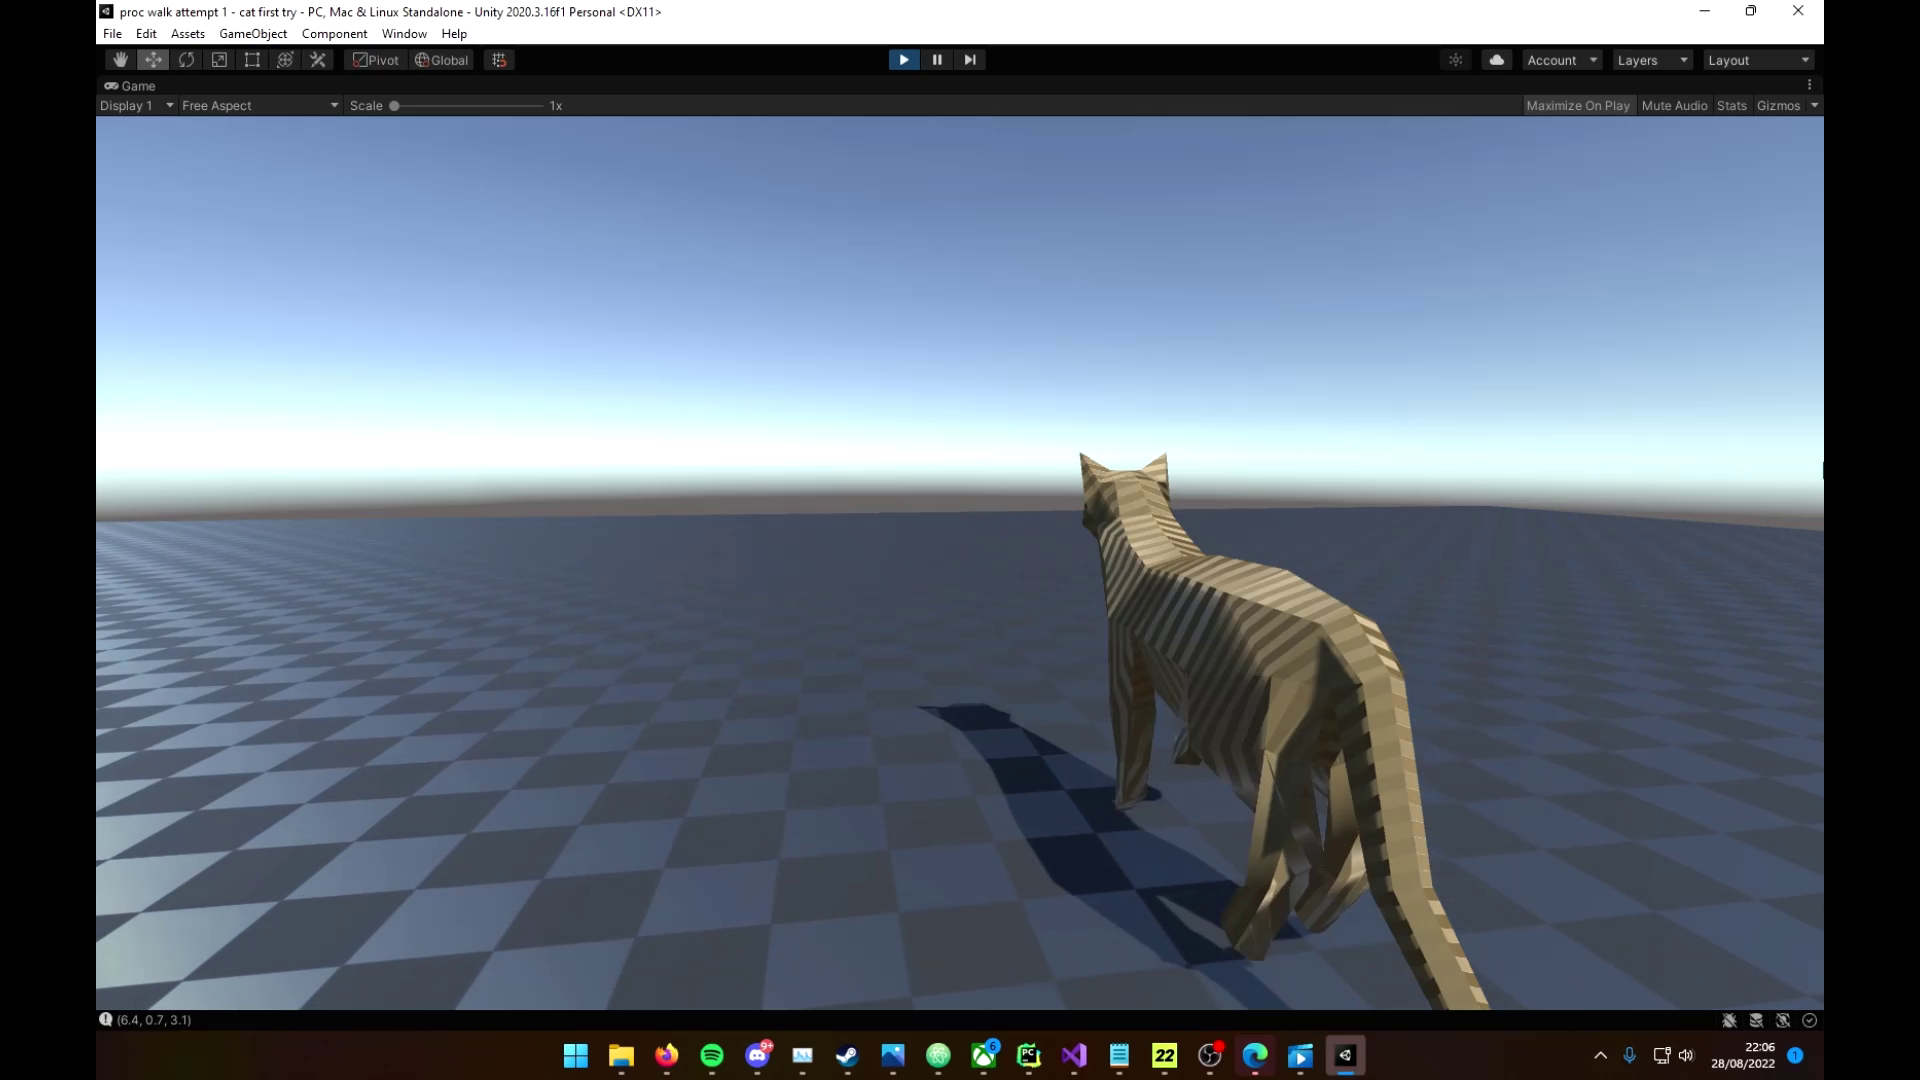 proc walk attempt 1 - cat first try - PC, Mac & Linux Standalone - Unity 2020.3.16f1 Personal <DX11>
File Edit Assets GameObject Component Window Help
Pivot Global Account Layers Layout
Game
Display 1 Free Aspect Scale 1x Maximize On Play Mute Audio Stats Gizmos
(6.4, 0.7, 3.1)
9+ 6 PC 22
22:06
28/08/2022 1